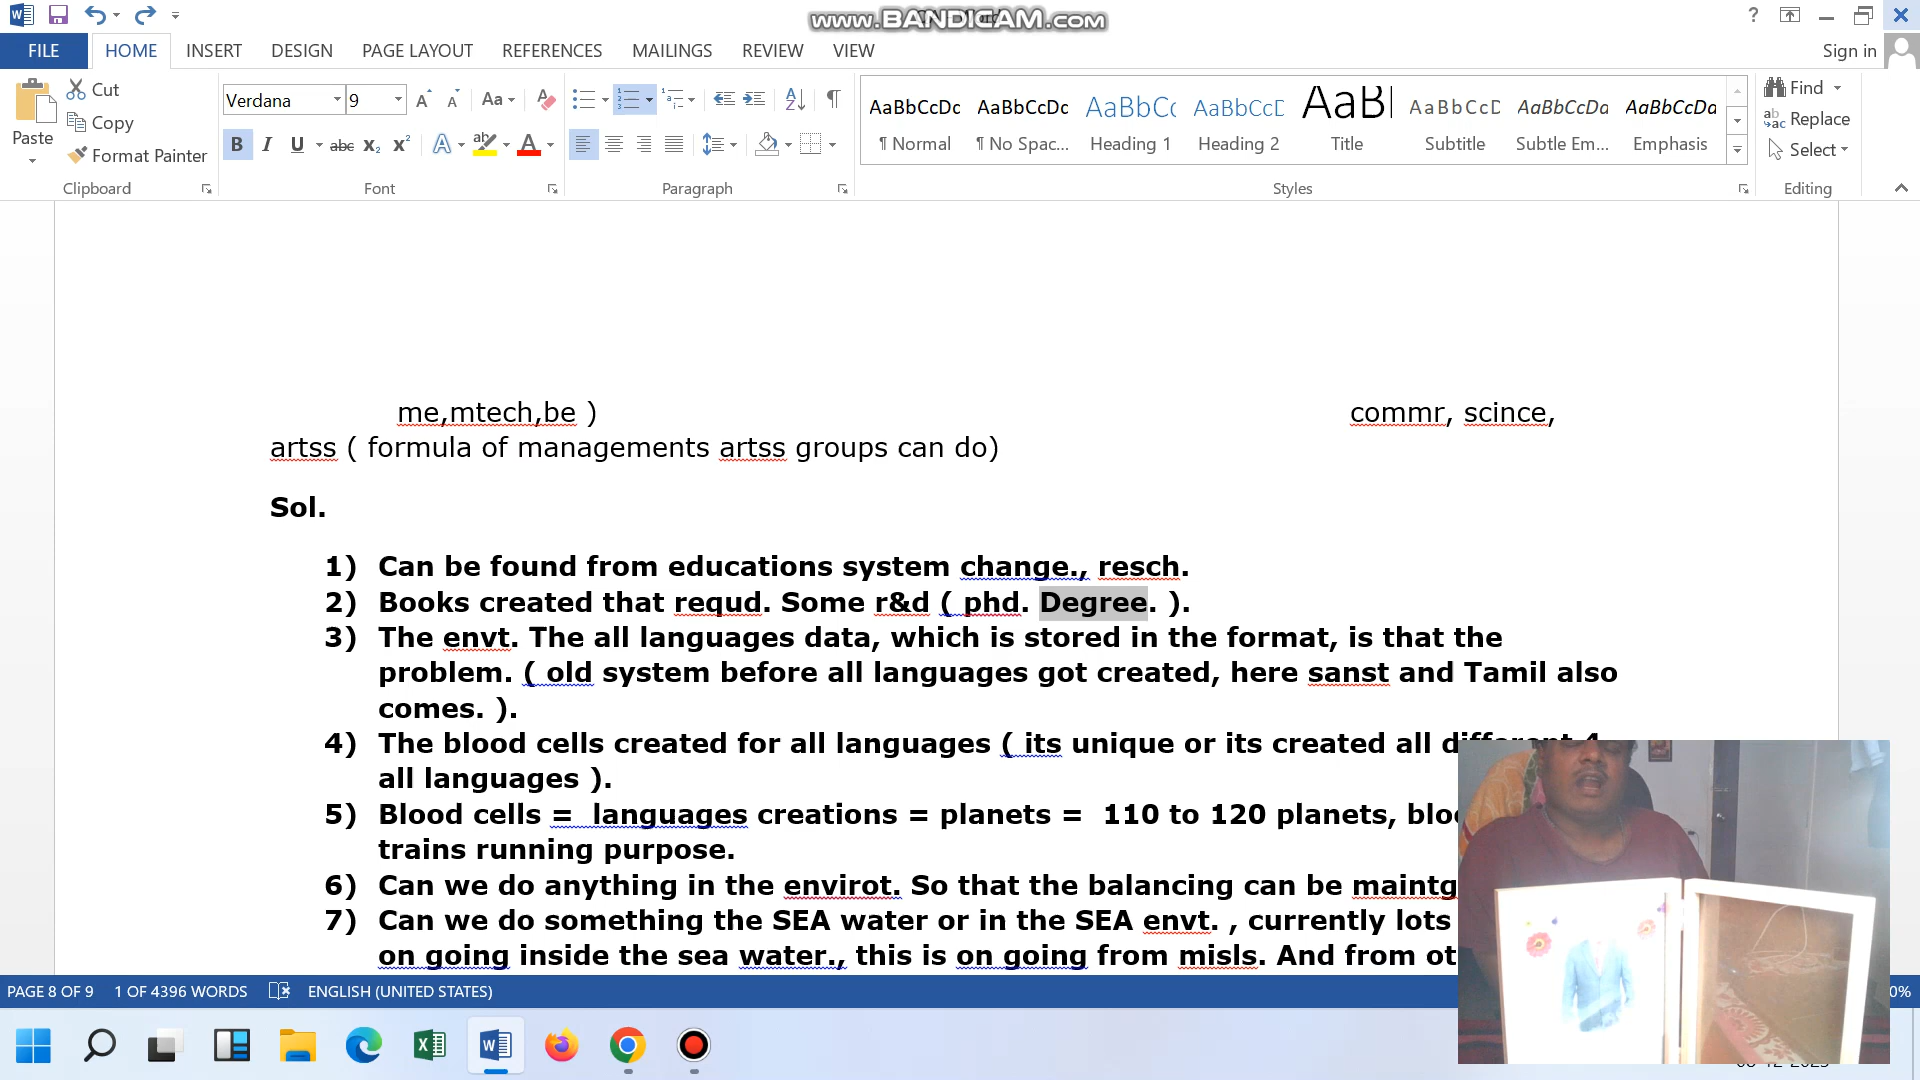 www.BANDICAM.com
FILE HOME INSERT DESIGN PAGE LAYOUT REFERENCES MAILINGS REVIEW VIEW Sign in
Paste Cut Copy Format Painter
Verdana 9
AaBbCcDc AaBbCcDc AaBbCc AaBbCcD AaBl AaBbCcD AaBbCcDa AaBbCcDa
¶ Normal ¶ No Spac... Heading 1 Heading 2 Title Subtitle Subtle Em... Emphasis
Find Replace Select
Clipboard Font Paragraph Styles Editing
me,mtech,be ) commr, scince,
artss ( formula of managements artss groups can do)
Sol.
1) Can be found from educations system change., resch.
2) Books created that requd. Some r&d ( phd. Degree. ).
3) The envt. The all languages data, which is stored in the format, is that the
problem. ( old system before all languages got created, here sanst and Tamil also
comes. ).
4) The blood cells created for all languages ( its unique or its created all different 4
all languages ).
5) Blood cells = languages creations = planets = 110 to 120 planets,
trains running purpose.
6) Can we do anything in the envirot. So that the balancing can be
7) Can we do something the SEA water or in the SEA envt. , currently lots
on going inside the sea water., this is on going from misls. And from
PAGE 8 OF 9 1 OF 4396 WORDS ENGLISH (UNITED STATES)